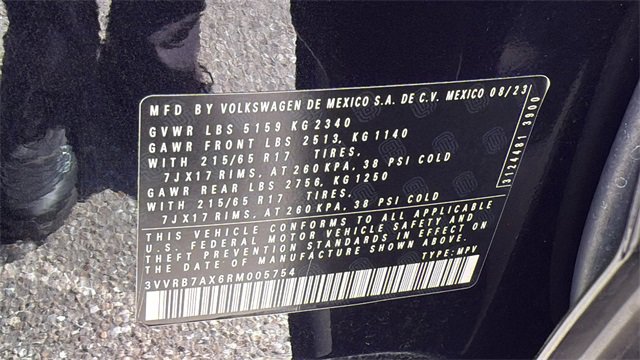 MFD BY VOLKSWAGEN DE MEXICO S.A. DE C.V. MEXICO 08/23
GVWR LBS 5159 KG 2340
GAWR FRONT LBS 2513, KG 1140
WITH 215/65 R17 TIRES,
7JX17 RIMS, AT 260 KPA, 38 PSI COLD
GAWR REAR LBS 2756, KG 1250
WITH 215/65 R17 TIRES,
7JX17 RIMS, AT 260 KPA, 38 PSI COLD
THIS VEHICLE CONFORMS TO ALL APPLICABLE
U.S. FEDERAL MOTOR VEHICLE SAFETY AND
THEFT PREVENTION STANDARDS IN EFFECT ON
THE DATE OF MANUFACTURE SHOWN ABOVE.
3VVRB7AX6RM005754 TYPE: MPV
3124481 3900